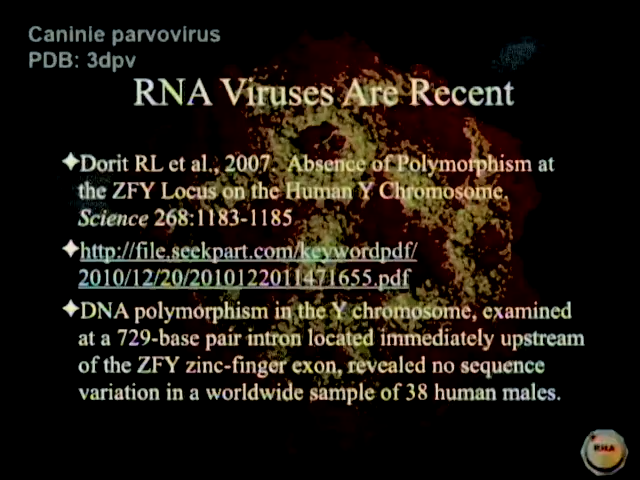 Caninie parvovirus
PDB: 3dpv
RNA Viruses Are Recent
Dorit RL et al., 2007. Absence of Polymorphism at
the ZFY Locus on the Human Y Chromosome.
Science 268:1183-1185
http://file.seekpart.com/keywordpdf/
2010/12/20/2010122011471655.pdf
DNA polymorphism in the Y chromosome, examined
at a 729-base pair intron located immediately upstream
of the ZFY zinc-finger exon, revealed no sequence
variation in a worldwide sample of 38 human males.
RHA